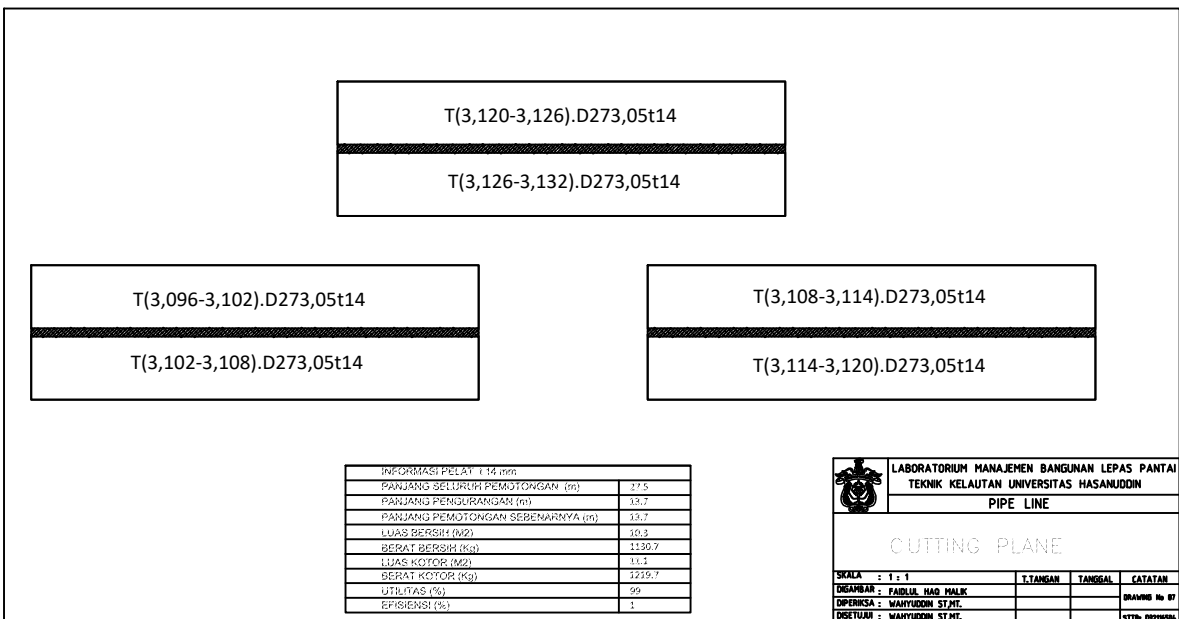 T(3,120-3,126).D273,05t14
T(3,126-3,132).D273,05t14
T(3,096-3,102).D273,05t14
T(3,102-3,108).D273,05t14
T(3,108-3,114).D273,05t14
T(3,114-3,120).D273,05t14
INFORMASI PELAT t 14 mm
PANJANG SELURUH PEMOTONGAN (m) 27.5
PANJANG PENGURANGAN (m) 13.7
PANJANG PEMOTONGAN SEBENARNYA (m) 13.7
LUAS BERSIH (M2) 10.3
BERAT BERSIH (Kg) 1130.7
LUAS KOTOR (M2) 11.1
BERAT KOTOR (Kg) 1219.7
UTILITAS (%) 99
EFISIENSI (%) 1
LABORATORIUM MANAJEMEN BANGUNAN LEPAS PANTAI
TEKNIK KELAUTAN UNIVERSITAS HASANUDDIN
PIPE LINE
CUTTING PLANE
SKALA : 1 : 1 T.TANGAN TANGGAL CATATAN
DIGAMBAR : FAIDLUL HAQ MALIK
DIPERIKSA : WAHYUDDIN ST,MT. DRAWING No 07
DISETUJUI : WAHYUDDIN ST,MT.